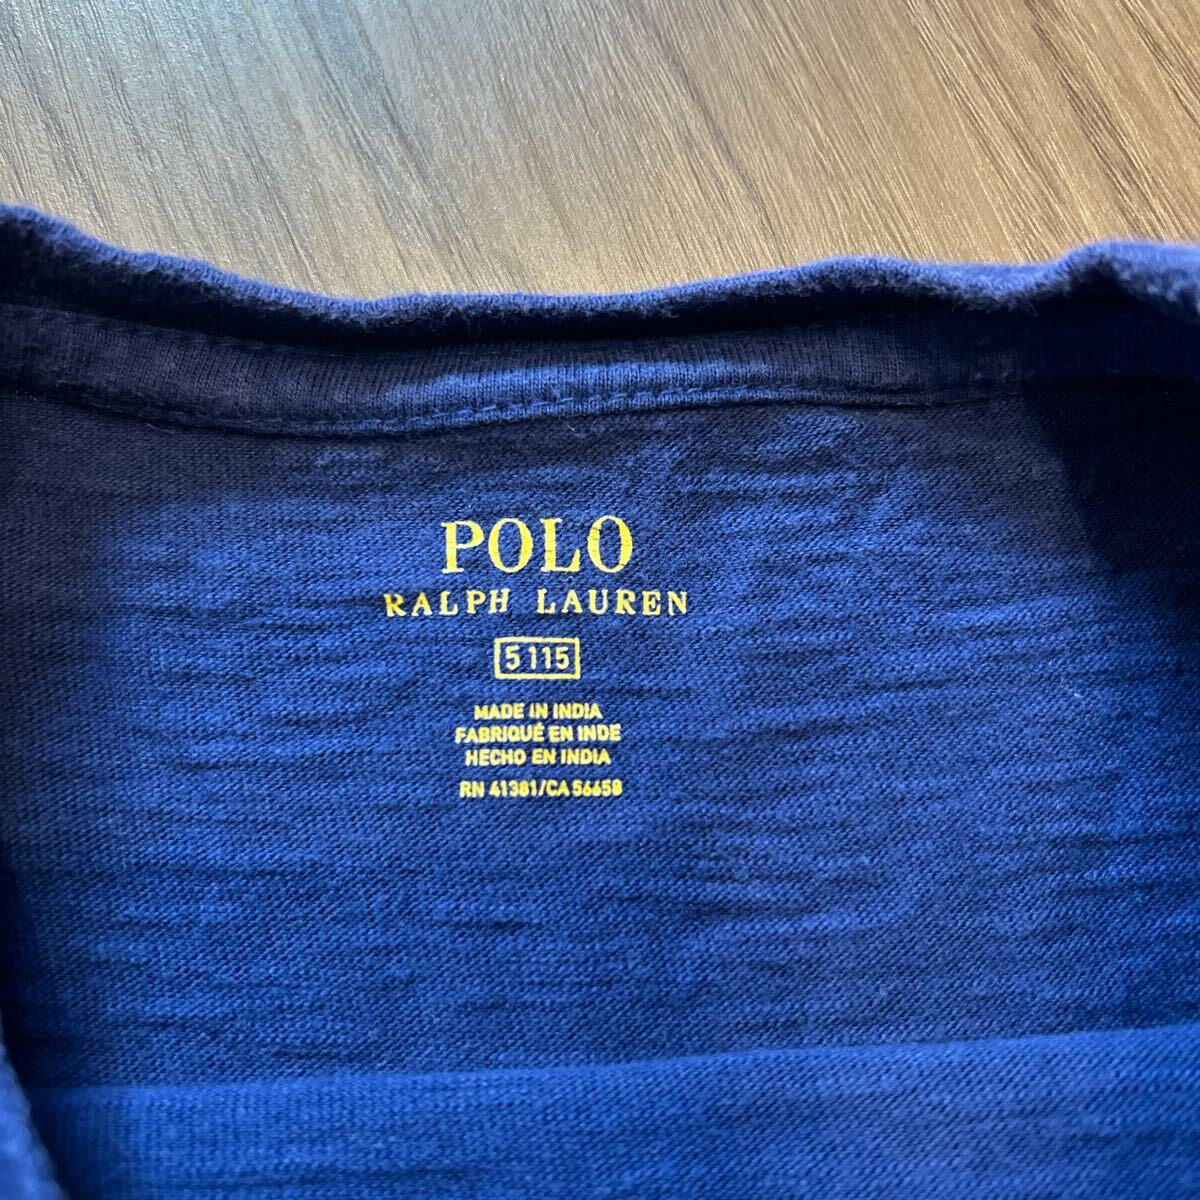 POLO
RALPH LAUREN
5 115
MADE IN INDIA
FABRIQUÉ EN INDE
HECHO EN INDIA
RN 41381/CA 56658